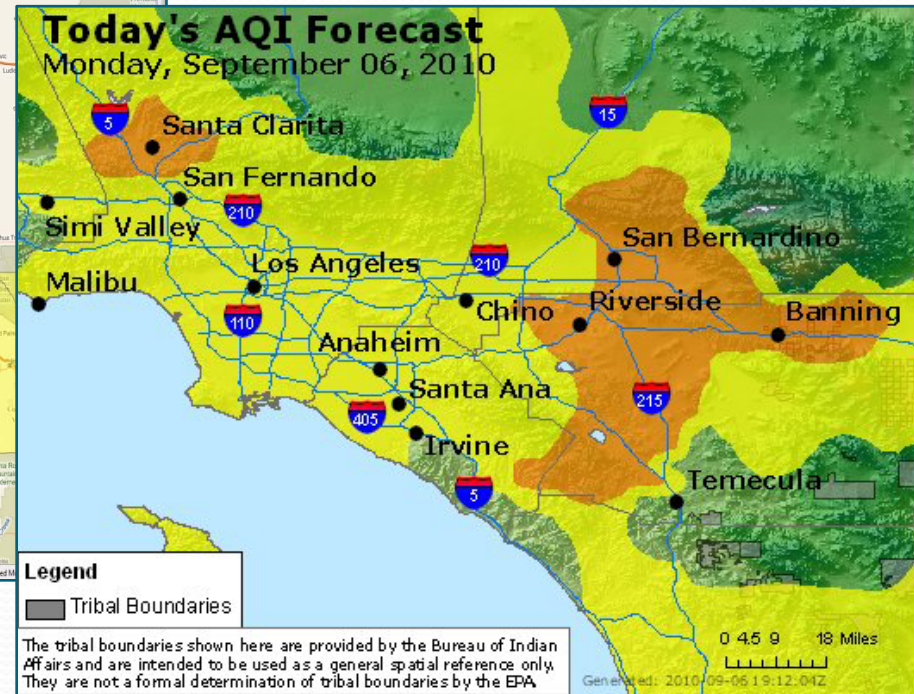 Today's AQI Forecast
Monday, September 06, 2010
5
15
Santa Clarita
San Fernando
210
Simi Valley
San Bernardino
210
Los Angeles
Malibu
Chino
Riverside
Banning
110
Anaheim
Santa Ana
215
405
Irvine
5
Temecula
Legend
Tribal Boundaries
0 4.5 9 18 Miles
The tribal boundaries shown here are provided by the Bureau of Indian
Affairs and are intended to be used as a general spatial reference only.
They are not a formal determination of tribal boundaries by the EPA.
Generated: 2010-09-06 19:12:04Z